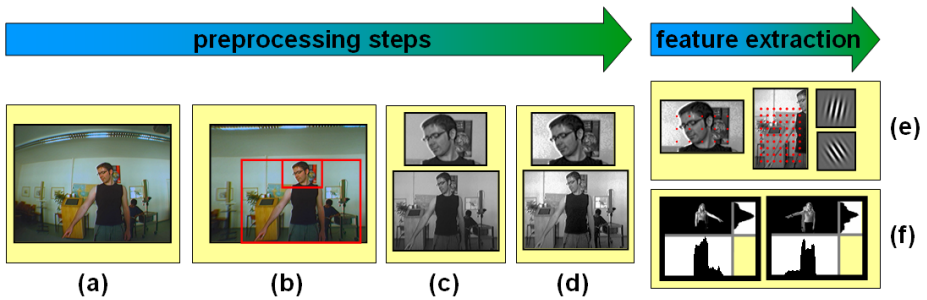 preprocessing steps
feature extraction
(e)
(f)
(a)
(b)
(c)
(d)